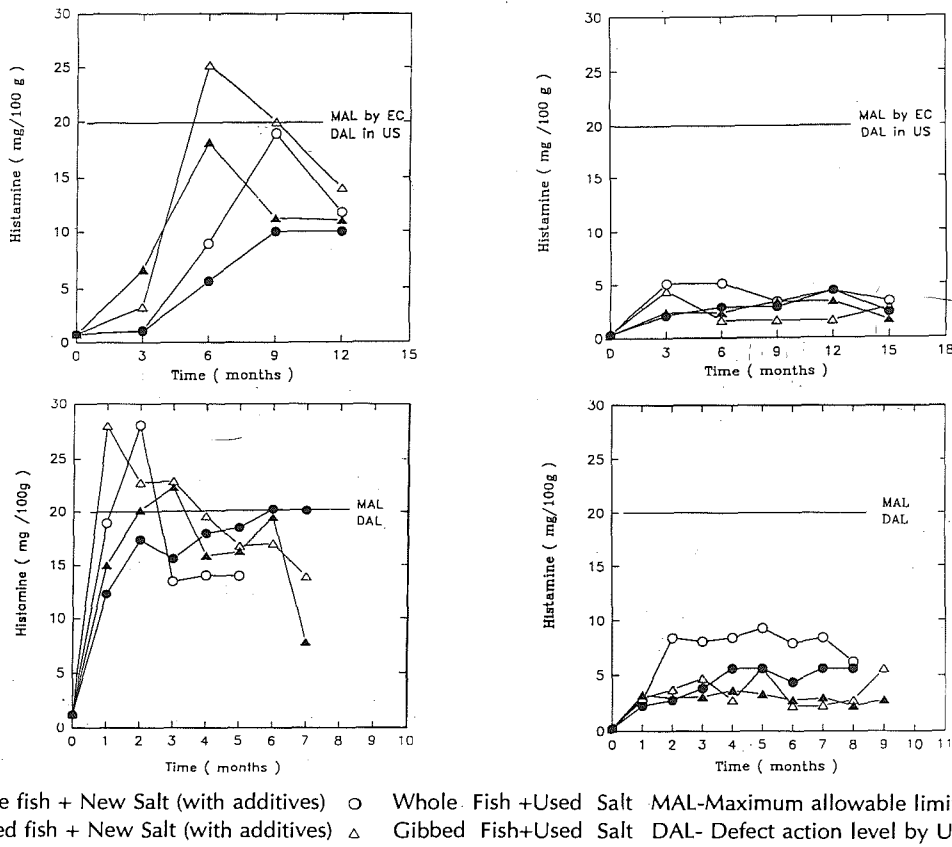 30
25
20
15
10
5
0
Histamine ( mg/100 g )
MAL by EC
DAL in US
0 3 6 9 12 15
Time ( months )
30
25
20
15
10
5
0
Histamine ( mg /100 g )
MAL by EC
DAL in US
0 3 6 9 12 15 18
Time ( months )
30
25
20
15
10
5
0
Histamine ( mg /100g )
MAL
DAL
0 1 2 3 4 5 6 7 8 9 10
Time ( months )
30
25
20
15
10
5
0
Histamine ( mg/100g )
MAL
DAL
0 1 2 3 4 5 6 7 8 9 10 11
Time ( months )
e fish + New Salt (with additives) Whole Fish +Used Salt MAL-Maximum allowable limi
ed fish + New Salt (with additives) Gibbed Fish+Used Salt DAL- Defect action level by U